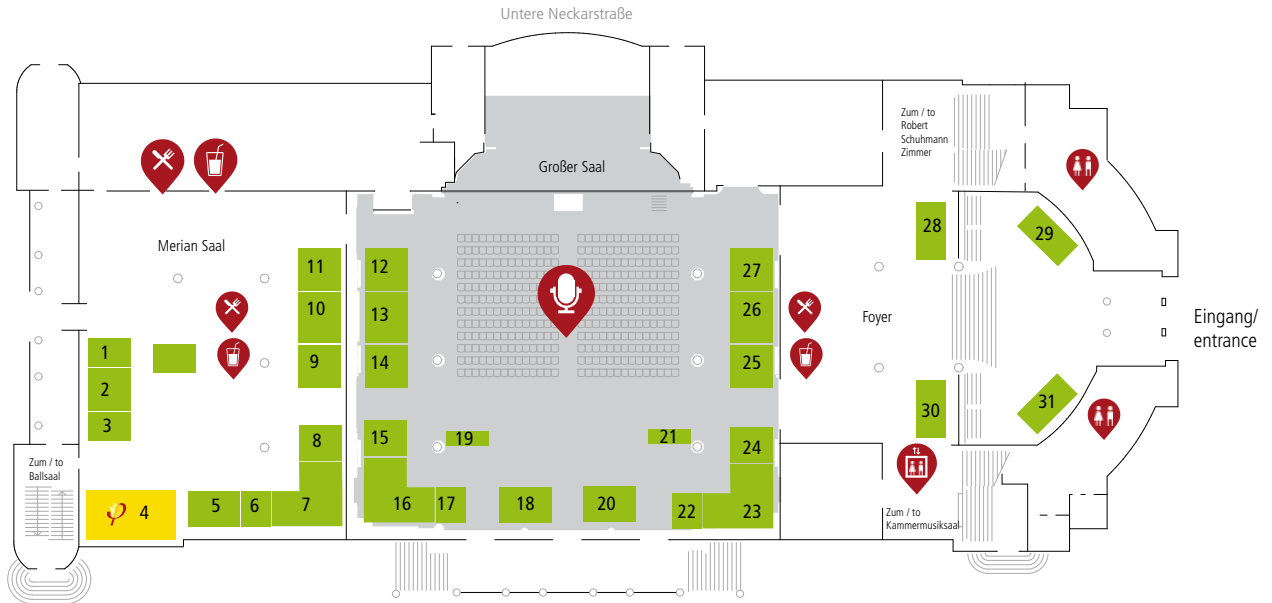 Untere Neckarstraße
Zum / to
Robert
Schuhmann
Zimmer
Großer Saal
Merian Saal
28
29
11
12
27
10
13
26
Foyer
Eingang/
entrance
1
9
14
25
2
3
30
31
8
15
19
21
24
Zum / to
Ballsaal
4
5
6
7
16
17
18
20
22
23
Zum / to
Kammermusiksaal